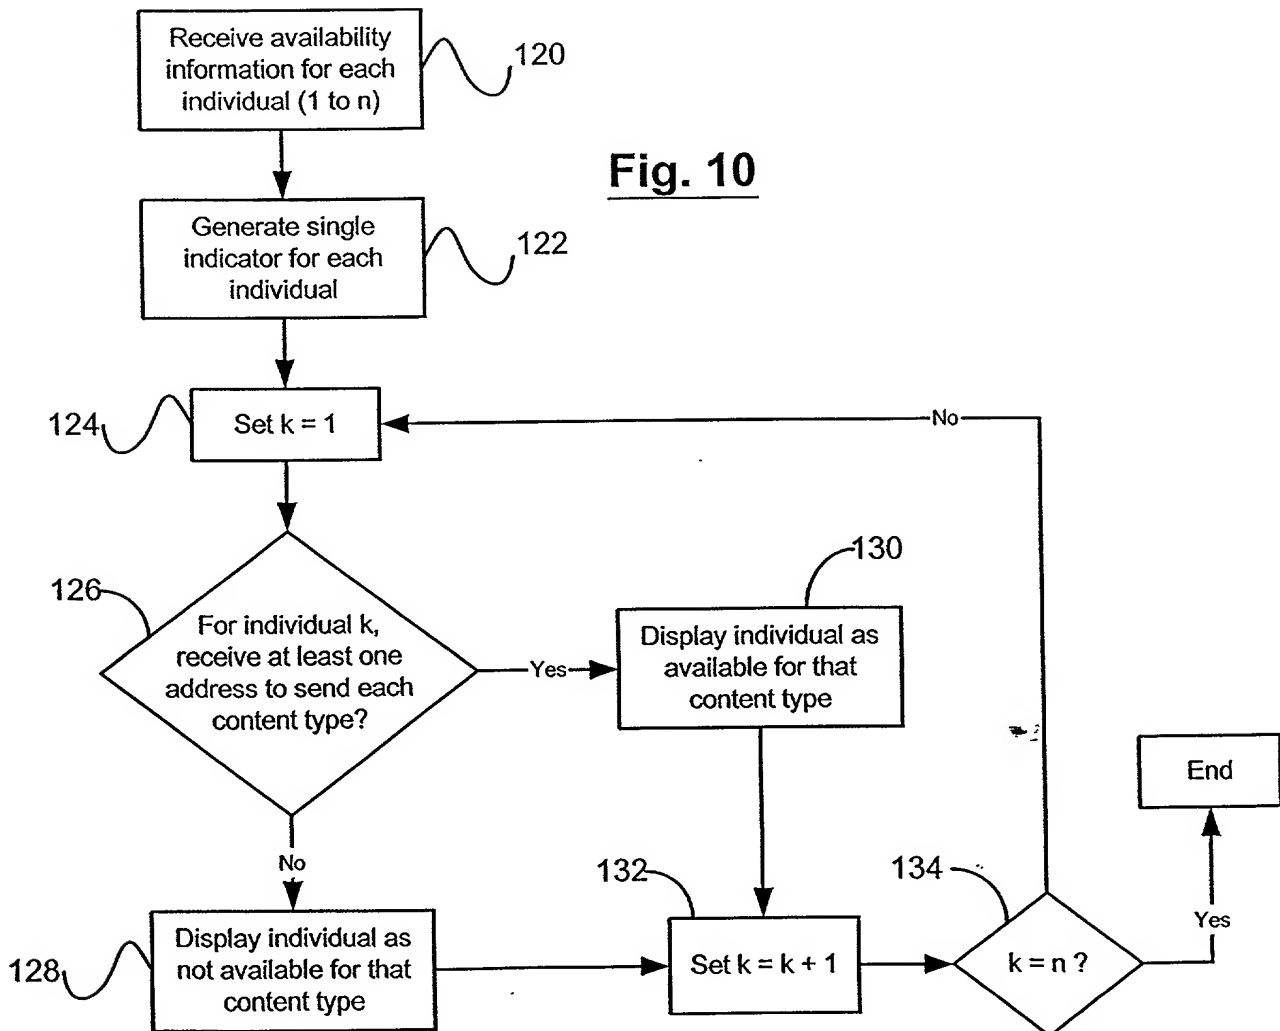 Receive availability
information for each
individual (1 to n)
120
Fig. 10
Generate single
indicator for each
individual
122
124
Set k = 1
No
126
For individual k,
receive at least one
address to send each
content type?
Yes
130
Display individual as
available for that
content type
End
No
132
134
Yes
128
Display individual as
not available for that
content type
Set k = k + 1
k = n ?